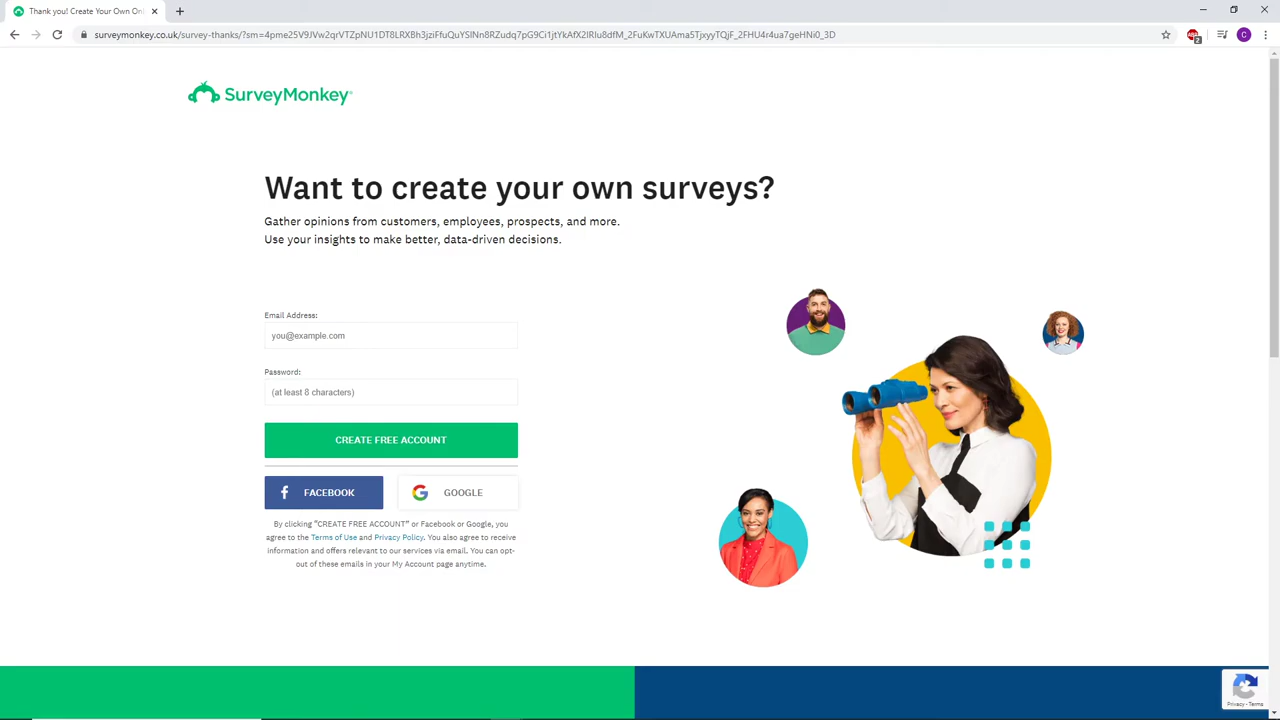 Thank you! Create Your Own Onl
surveymonkey.co.uk/survey-thanks/?sm=4pme25V9JVw2qrVTZpNU1DT8LRXBh3jziFfuQuYSINn8RZudq7pG9Ci1jtYkAfX2IRlu8dfM_2FuKwTXUAma5TjxyyTQjF_2FHU4r4ua7geHNi0_3D
2
C
SurveyMonkey®
Want to create your own surveys?
Gather opinions from customers, employees, prospects, and more.
Use your insights to make better, data-driven decisions.
Email Address:
you@example.com
Password:
(at least 8 characters)
CREATE FREE ACCOUNT
FACEBOOK
GOOGLE
By clicking "CREATE FREE ACCOUNT" or Facebook or Google, you
agree to the Terms of Use and Privacy Policy. You also agree to receive
information and offers relevant to our services via email. You can opt-
out of these emails in your My Account page anytime.
Privacy - Terms